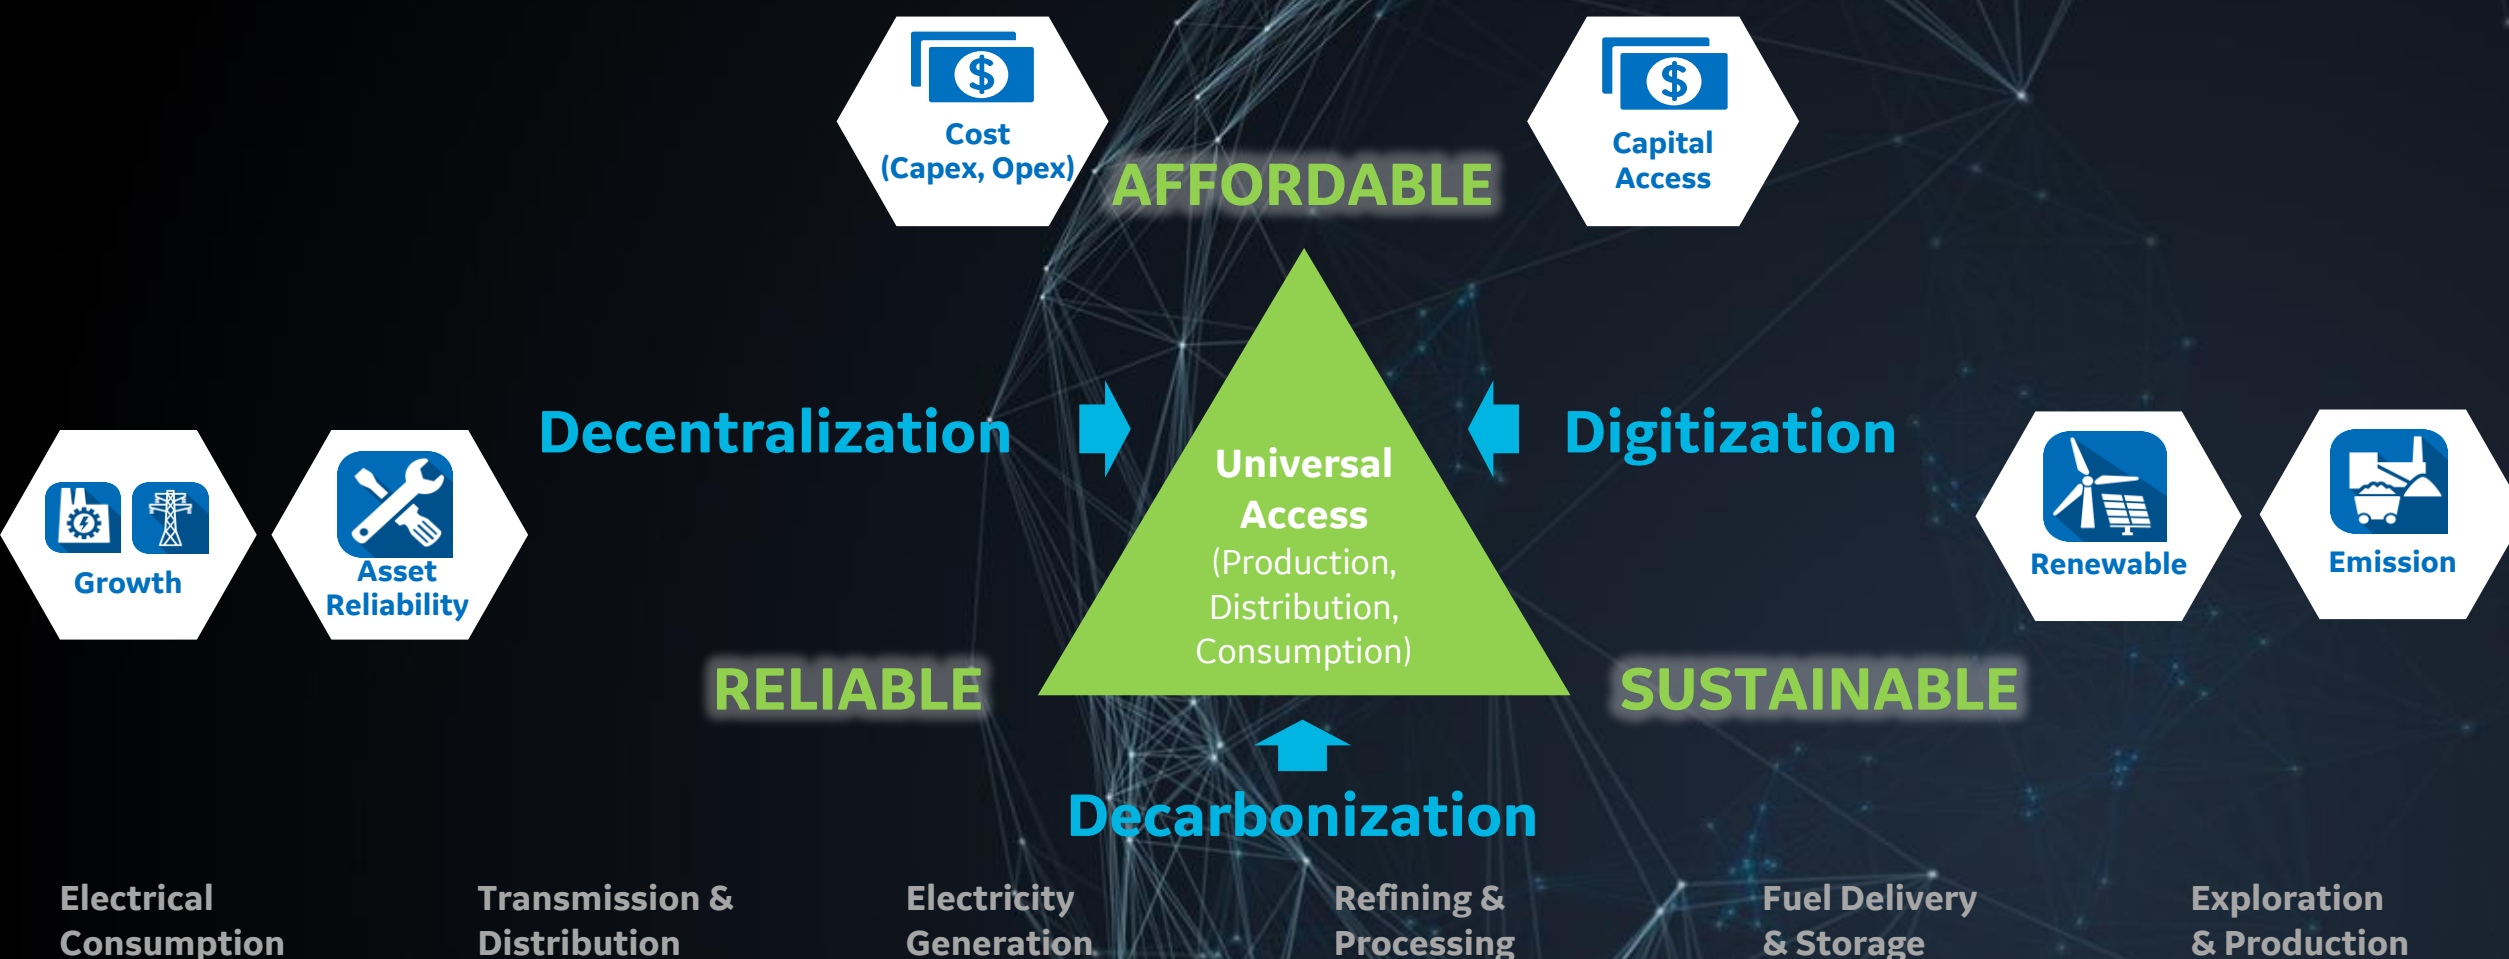 Cost
(Capex, Opex)
Capital
Access
AFFORDABLE
Decentralization
Digitization
Universal
Access
(Production,
Distribution,
Consumption)
Growth
Asset
Reliability
Renewable
Emission
RELIABLE
SUSTAINABLE
Decarbonization
Electrical
Consumption
Transmission &
Distribution
Electricity
Generation
Refining &
Processing
Fuel Delivery
& Storage
Exploration
& Production